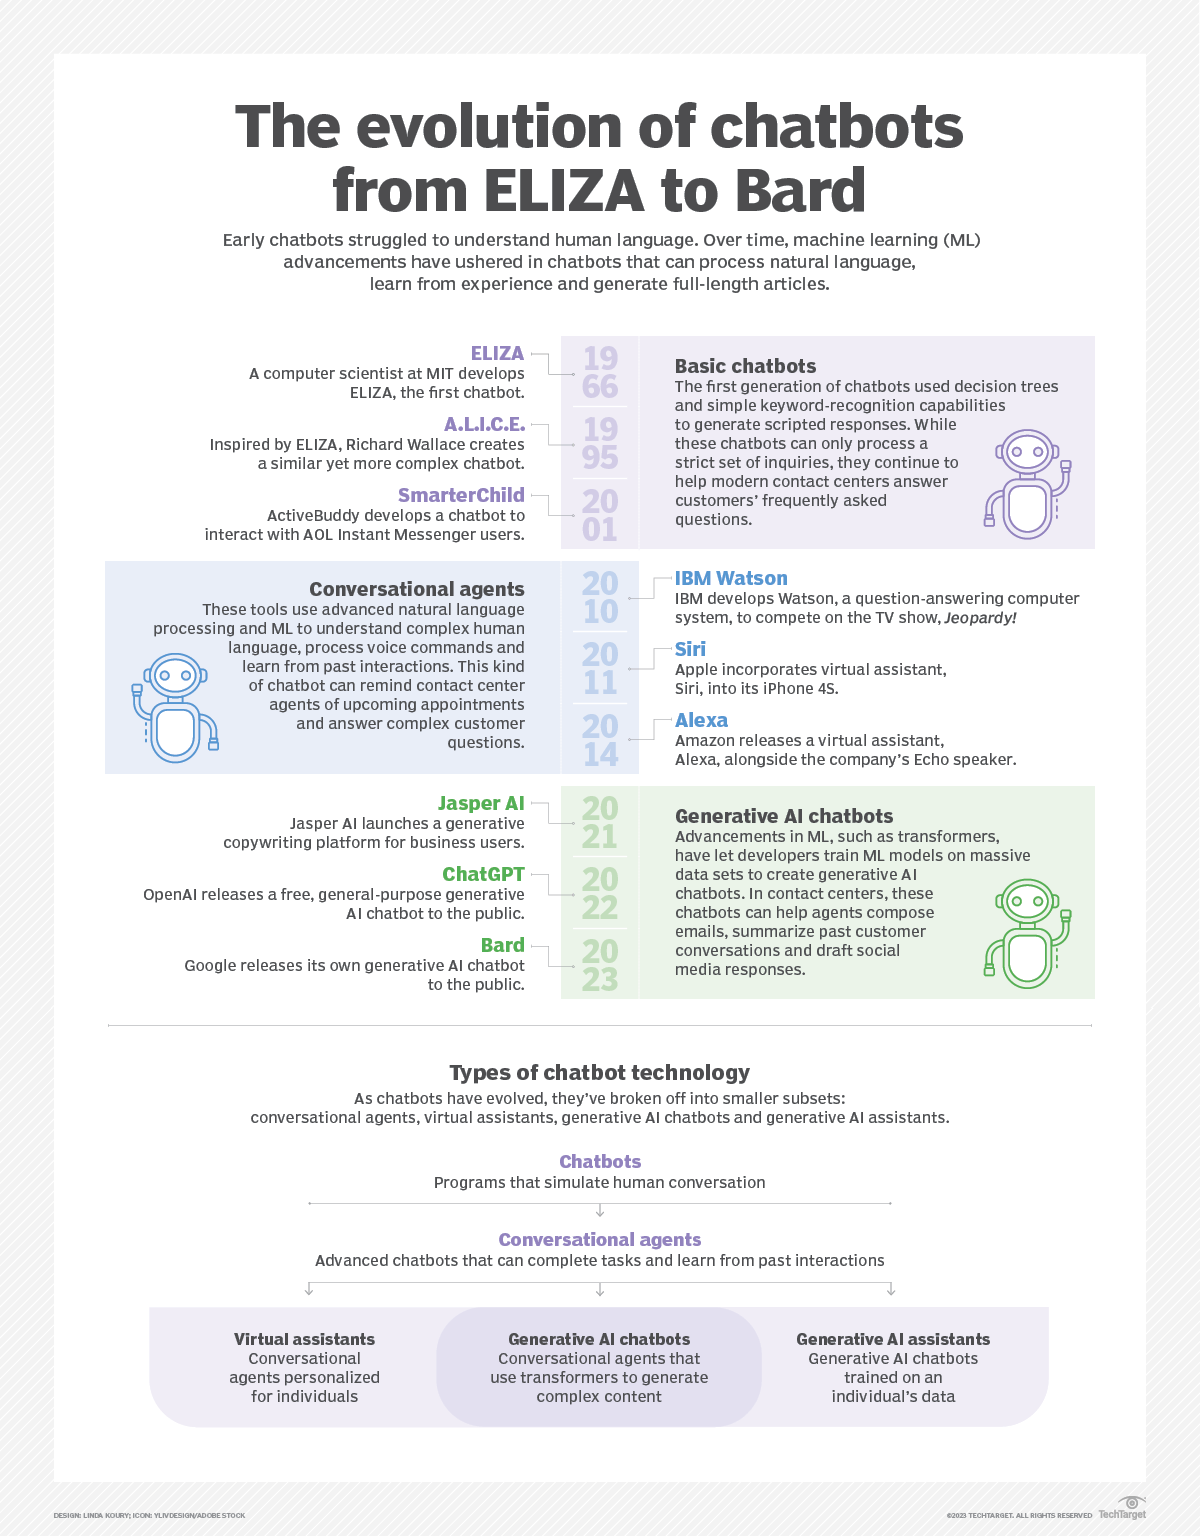 The evolution of chatbots
from ELIZA to Bard
Early chatbots struggled to understand human language. Over time, machine learning (ML)
advancements have ushered in chatbots that can process natural language,
learn from experience and generate full-length articles.
ELIZA
A computer scientist at MIT develops
ELIZA, the first chatbot.
19
66
A.L.I.C.E.
Inspired by ELIZA, Richard Wallace creates
a similar yet more complex chatbot.
19
95
SmarterChild
ActiveBuddy develops a chatbot to
interact with AOL Instant Messenger users.
20
01
Basic chatbots
The first generation of chatbots used decision trees
and simple keyword-recognition capabilities
to generate scripted responses. While
these chatbots can only process a
strict set of inquiries, they continue to
help modern contact centers answer
customers' frequently asked
questions.
Conversational agents
These tools use advanced natural language
processing and ML to understand complex human
language, process voice commands and
learn from past interactions. This kind
of chatbot can remind contact center
agents of upcoming appointments
and answer complex customer
questions.
20
10
IBM Watson
IBM develops Watson, a question-answering computer
system, to compete on the TV show, Jeopardy!
20
11
Siri
Apple incorporates virtual assistant,
Siri, into its iPhone 4S.
20
14
Alexa
Amazon releases a virtual assistant,
Alexa, alongside the company's Echo speaker.
Jasper AI
Jasper AI launches a generative
copywriting platform for business users.
20
21
ChatGPT
OpenAI releases a free, general-purpose generative
AI chatbot to the public.
20
22
Bard
Google releases its own generative AI chatbot
to the public.
20
23
Generative AI chatbots
Advancements in ML, such as transformers,
have let developers train ML models on massive
data sets to create generative AI
chatbots. In contact centers, these
chatbots can help agents compose
emails, summarize past customer
conversations and draft social
media responses.
Types of chatbot technology
As chatbots have evolved, they've broken off into smaller subsets:
conversational agents, virtual assistants, generative AI chatbots and generative AI assistants.
Chatbots
Programs that simulate human conversation
Conversational agents
Advanced chatbots that can complete tasks and learn from past interactions
Virtual assistants
Conversational
agents personalized
for individuals
Generative AI chatbots
Conversational agents that
use transformers to generate
complex content
Generative AI assistants
Generative AI chatbots
trained on an
individual's data
DESIGN: LINDA KOURY; ICON: YLIVDESIGN/ADOBE STOCK
©2023 TECHTARGET. ALL RIGHTS RESERVED
TechTarget